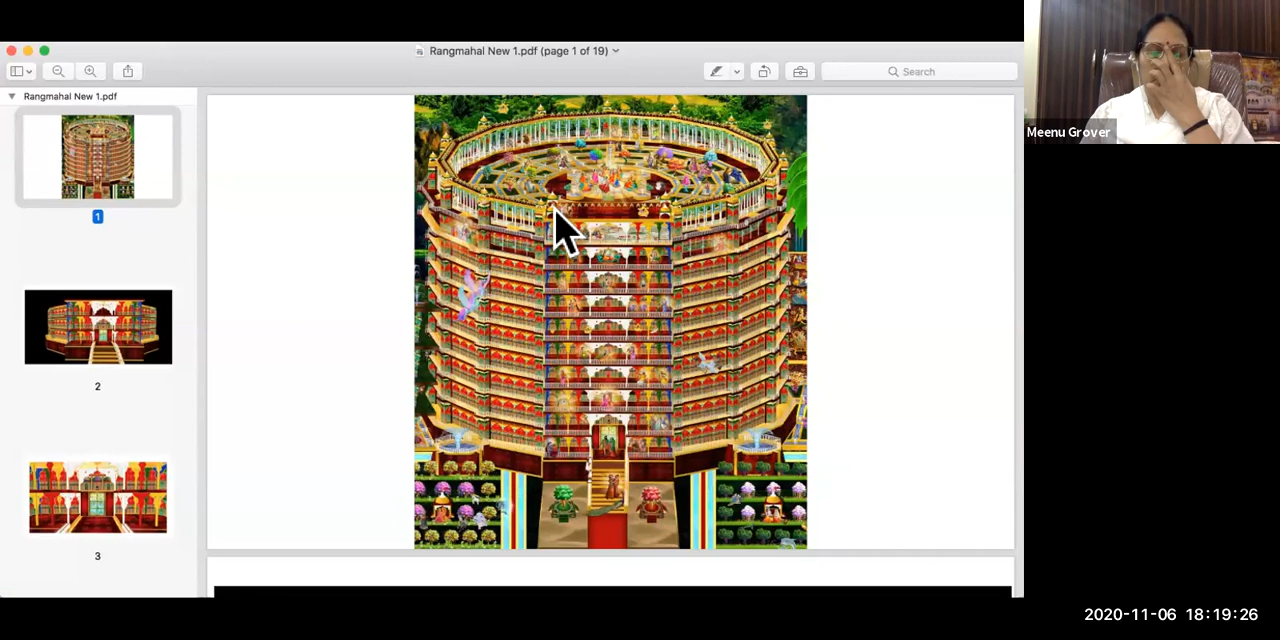 Rangmahal New 1.pdf (page 1 of 19)
Search
Rangmahal New 1.pdf
1
2
3
Meenu Grover
2020-11-06 18:19:26